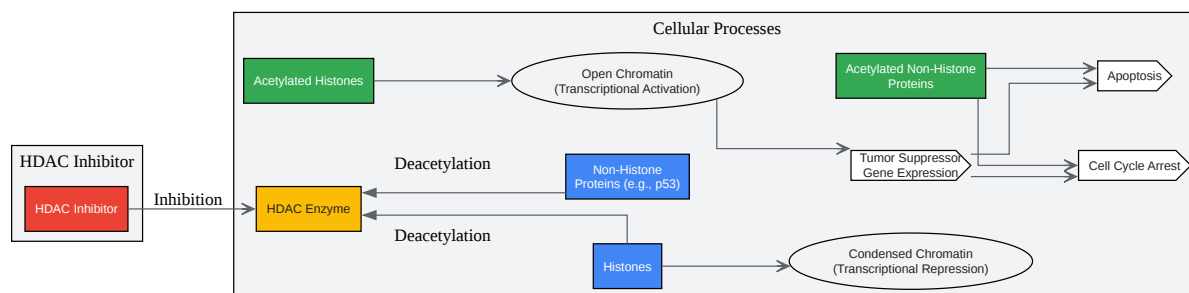 Cellular Processes
Acetylated Histones
Open Chromatin
(Transcriptional Activation)
Acetylated Non-Histone
Proteins
Apoptosis
HDAC Inhibitor
HDAC Inhibitor
Inhibition
HDAC Enzyme
Deacetylation
Deacetylation
Non-Histone
Proteins (e.g., p53)
Tumor Suppressor
Gene Expression
Cell Cycle Arrest
Histones
Condensed Chromatin
(Transcriptional Repression)